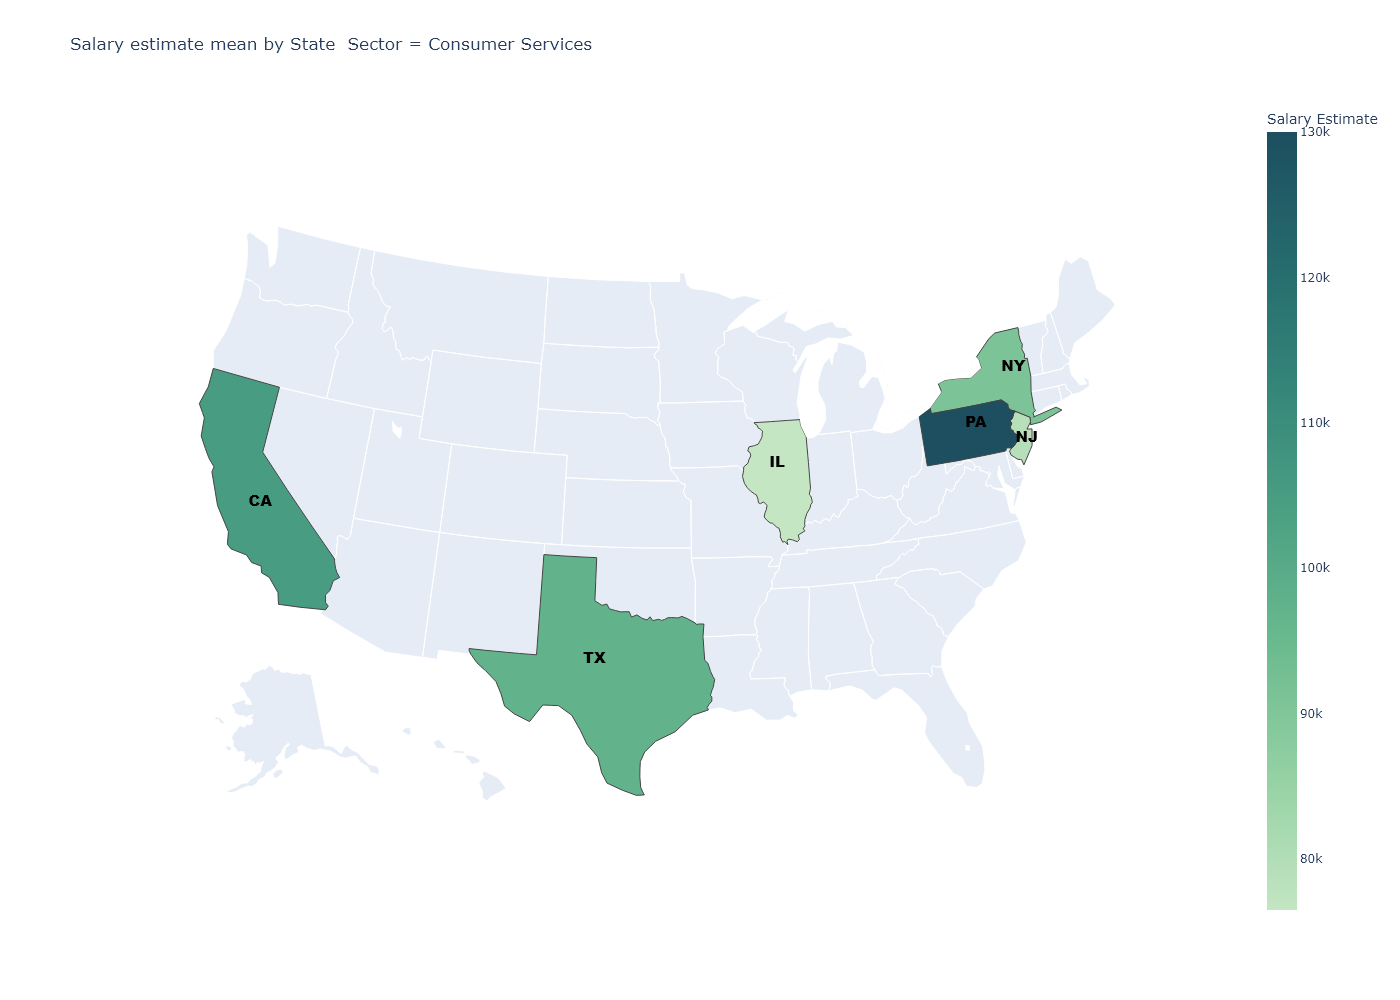 Salary estimate mean by State  Sector = Consumer Services
Salary Estimate
130k
120k
110k
100k
90k
80k
NY
PA
NJ
IL
CA
TX